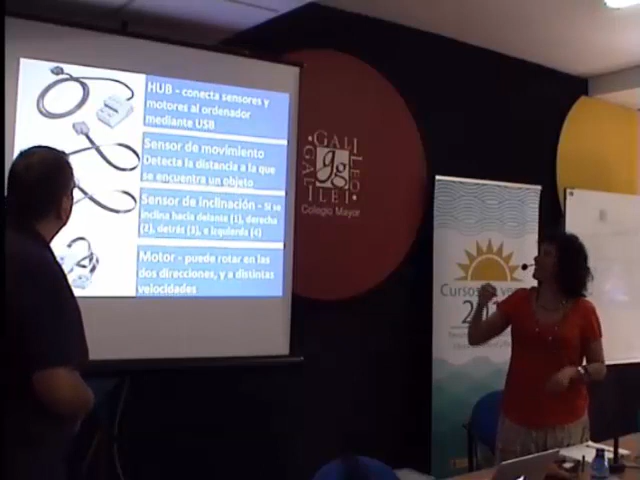 HUB - conecta sensores y
motores al ordenador
mediante USB
Sensor de movimiento
Detecta la distancia a la que
se encuentra un objeto
Sensor de inclinación - Si se
inclina hacia delante (1), derecha
(2), detrás (3), e izquierda (4)
Motor - puede rotar en las
dos direcciones, y a distintas
velocidades
GALILEO
GALILEI
gg
Colegio Mayor
Cursos